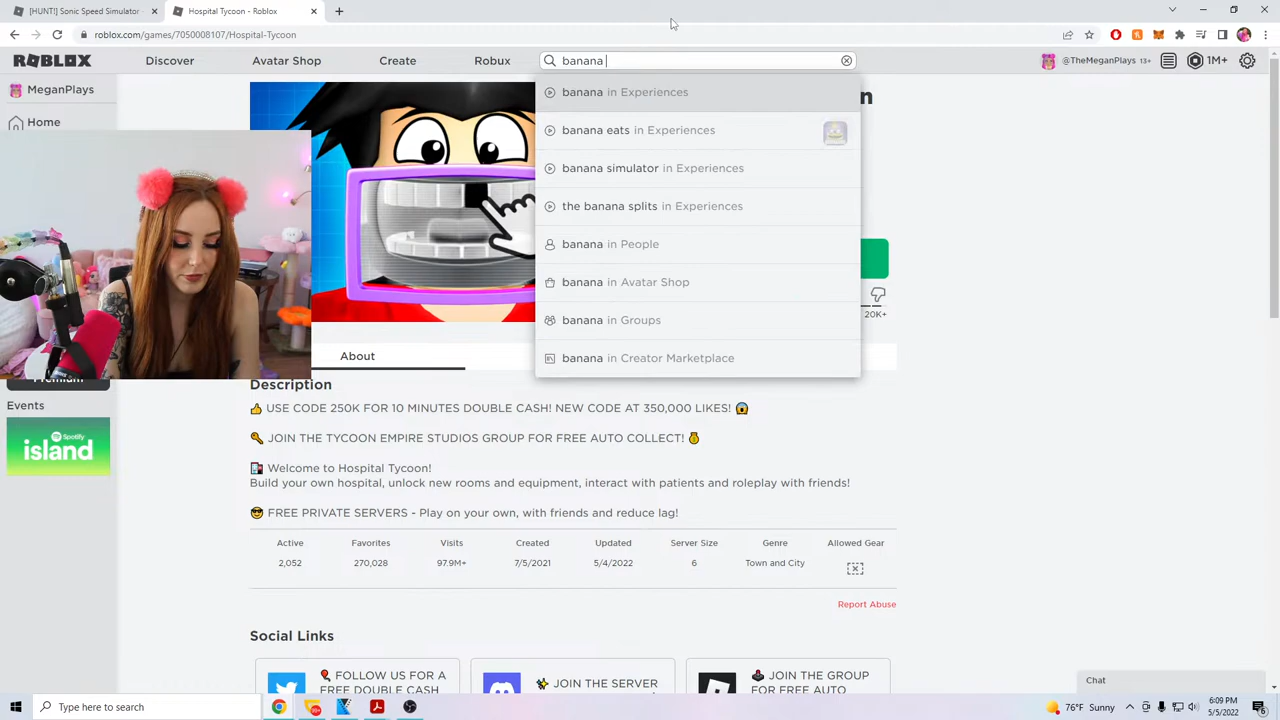 [HUNT!] Sonic Speed Simulator -
Hospital Tycoon - Roblox
roblox.com/games/7050008107/Hospital-Tycoon
ROBLOX
Discover
Avatar Shop
Create
Robux
banana
@TheMeganPlays 13+
1M+
MeganPlays
Home
banana in Experiences
banana eats in Experiences
banana simulator in Experiences
the banana splits in Experiences
banana in People
banana in Avatar Shop
banana in Groups
banana in Creator Marketplace
20K+
About
Premium
Events
Spotify
island
Description
USE CODE 250K FOR 10 MINUTES DOUBLE CASH! NEW CODE AT 350,000 LIKES!
JOIN THE TYCOON EMPIRE STUDIOS GROUP FOR FREE AUTO COLLECT!
Welcome to Hospital Tycoon!
Build your own hospital, unlock new rooms and equipment, interact with patients and roleplay with friends!
FREE PRIVATE SERVERS - Play on your own, with friends and reduce lag!
Active Favorites Visits Created Updated Server Size Genre Allowed Gear
2,052 270,028 97.9M+ 7/5/2021 5/4/2022 6 Town and City
Report Abuse
Social Links
FOLLOW US FOR A
FREE DOUBLE CASH
JOIN THE SERVER
JOIN THE GROUP
FOR FREE AUTO
Chat
Type here to search
99+
76°F Sunny
6:09 PM
5/5/2022
6